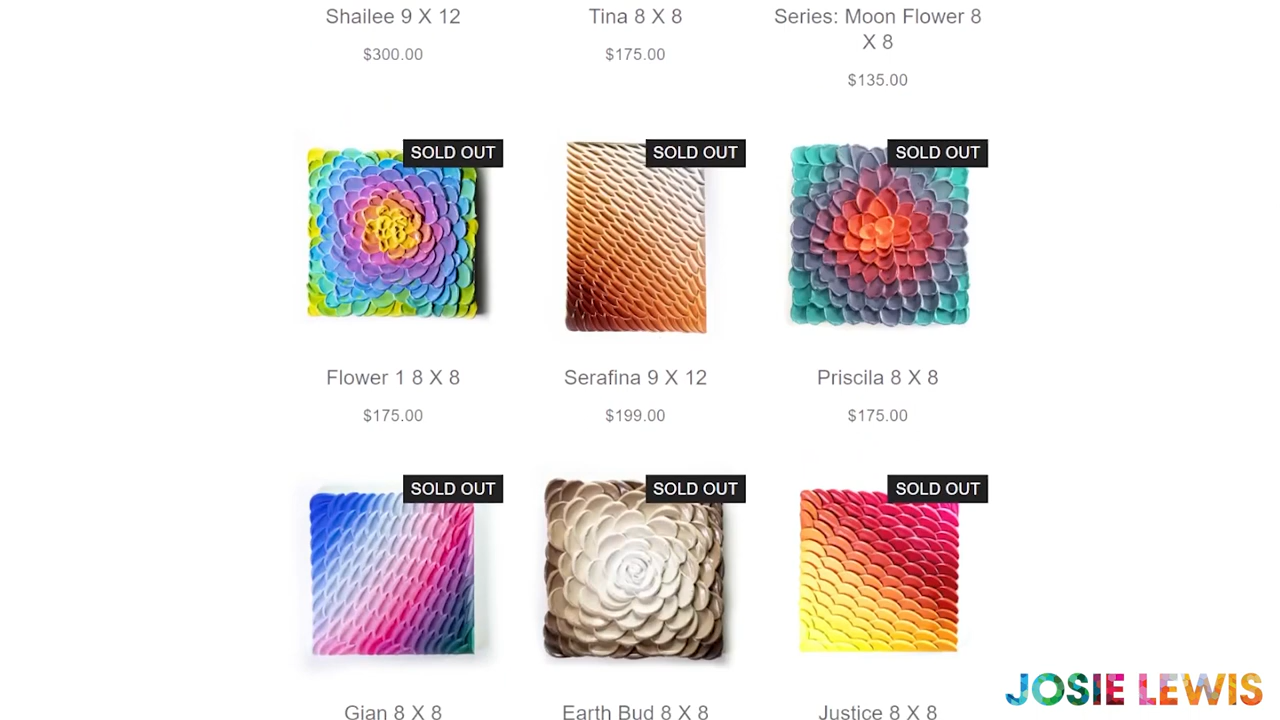 Shailee 9 X 12
Tina 8 X 8
Series: Moon Flower 8
X 8
$300.00
$175.00
$135.00
SOLD OUT
SOLD OUT
SOLD OUT
Flower 1 8 X 8
Serafina 9 X 12
Priscila 8 X 8
$175.00
$199.00
$175.00
SOLD OUT
SOLD OUT
SOLD OUT
Gian 8 X 8
Earth Bud 8 X 8
Justice 8 X 8
JOSIE LEWIS